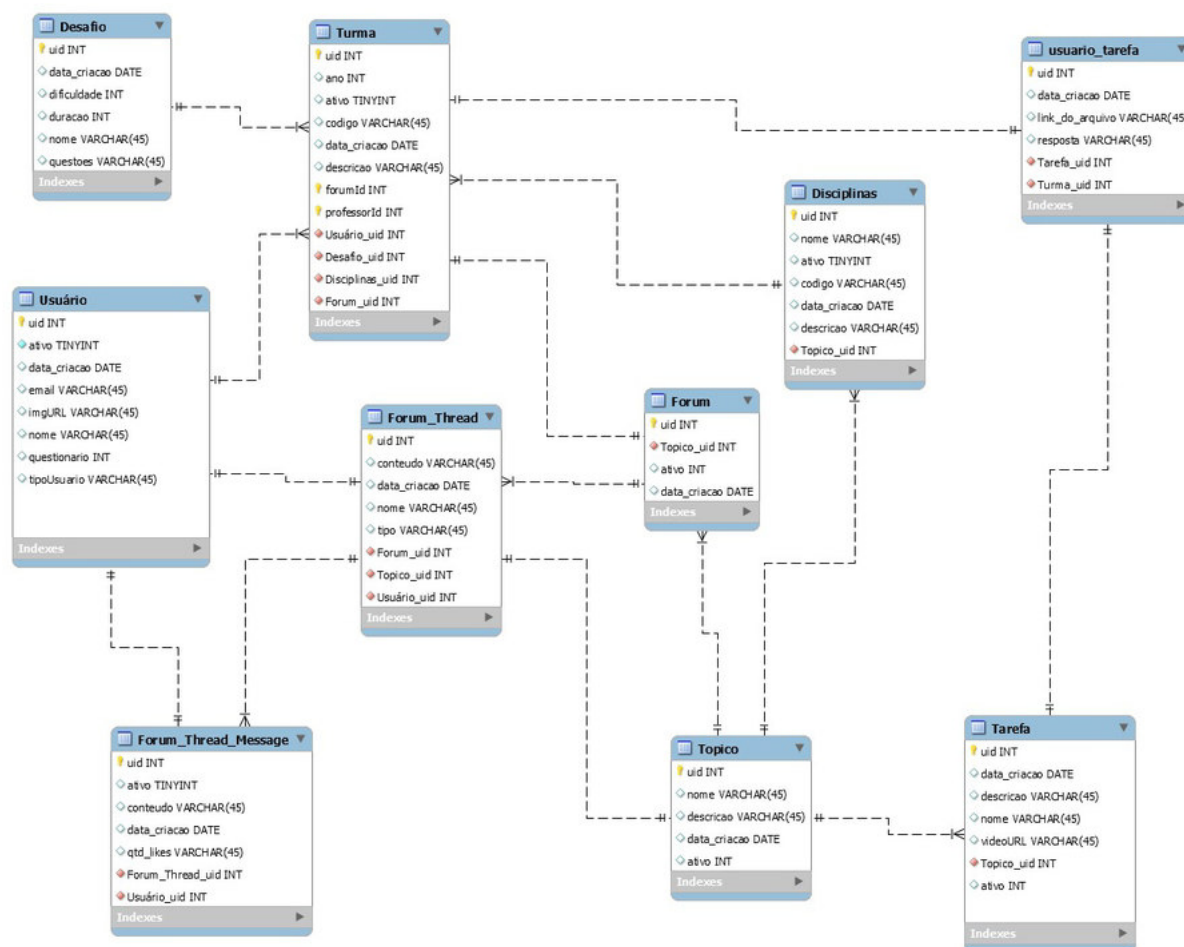 Desafio
uid INT
data_criacao DATE
dificuldade INT
duracao INT
nome VARCHAR(45)
questoes VARCHAR(45)
Indexes
Turma
uid INT
ano INT
ativo TINYINT
codigo VARCHAR(45)
data_criacao DATE
descricao VARCHAR(45)
forumId INT
professorId INT
Usuário_uid INT
Desafio_uid INT
Disciplinas_uid INT
Forum_uid INT
Indexes
usuario_tarefa
uid INT
data_criacao DATE
link_do_arquivo VARCHAR(45)
resposta VARCHAR(45)
Tarefa_uid INT
Turma_uid INT
Indexes
Disciplinas
uid INT
nome VARCHAR(45)
ativo TINYINT
codigo VARCHAR(45)
data_criacao DATE
descricao VARCHAR(45)
Topico_uid INT
Indexes
Usuário
uid INT
ativo TINYINT
data_criacao DATE
email VARCHAR(45)
imgURL VARCHAR(45)
nome VARCHAR(45)
questionario INT
tipoUsuario VARCHAR(45)
Indexes
Forum_Thread
uid INT
conteudo VARCHAR(45)
data_criacao DATE
nome VARCHAR(45)
tipo VARCHAR(45)
Forum_uid INT
Topico_uid INT
Usuário_uid INT
Indexes
Forum
uid INT
Topico_uid INT
ativo INT
data_criacao DATE
Indexes
Forum_Thread_Message
uid INT
ativo TINYINT
conteudo VARCHAR(45)
data_criacao DATE
qtd_likes VARCHAR(45)
Forum_Thread_uid INT
Usuário_uid INT
Indexes
Topico
uid INT
nome VARCHAR(45)
descricao VARCHAR(45)
data_criacao DATE
ativo INT
Indexes
Tarefa
uid INT
data_criacao DATE
descricao VARCHAR(45)
nome VARCHAR(45)
videoURL VARCHAR(45)
Topico_uid INT
ativo INT
Indexes